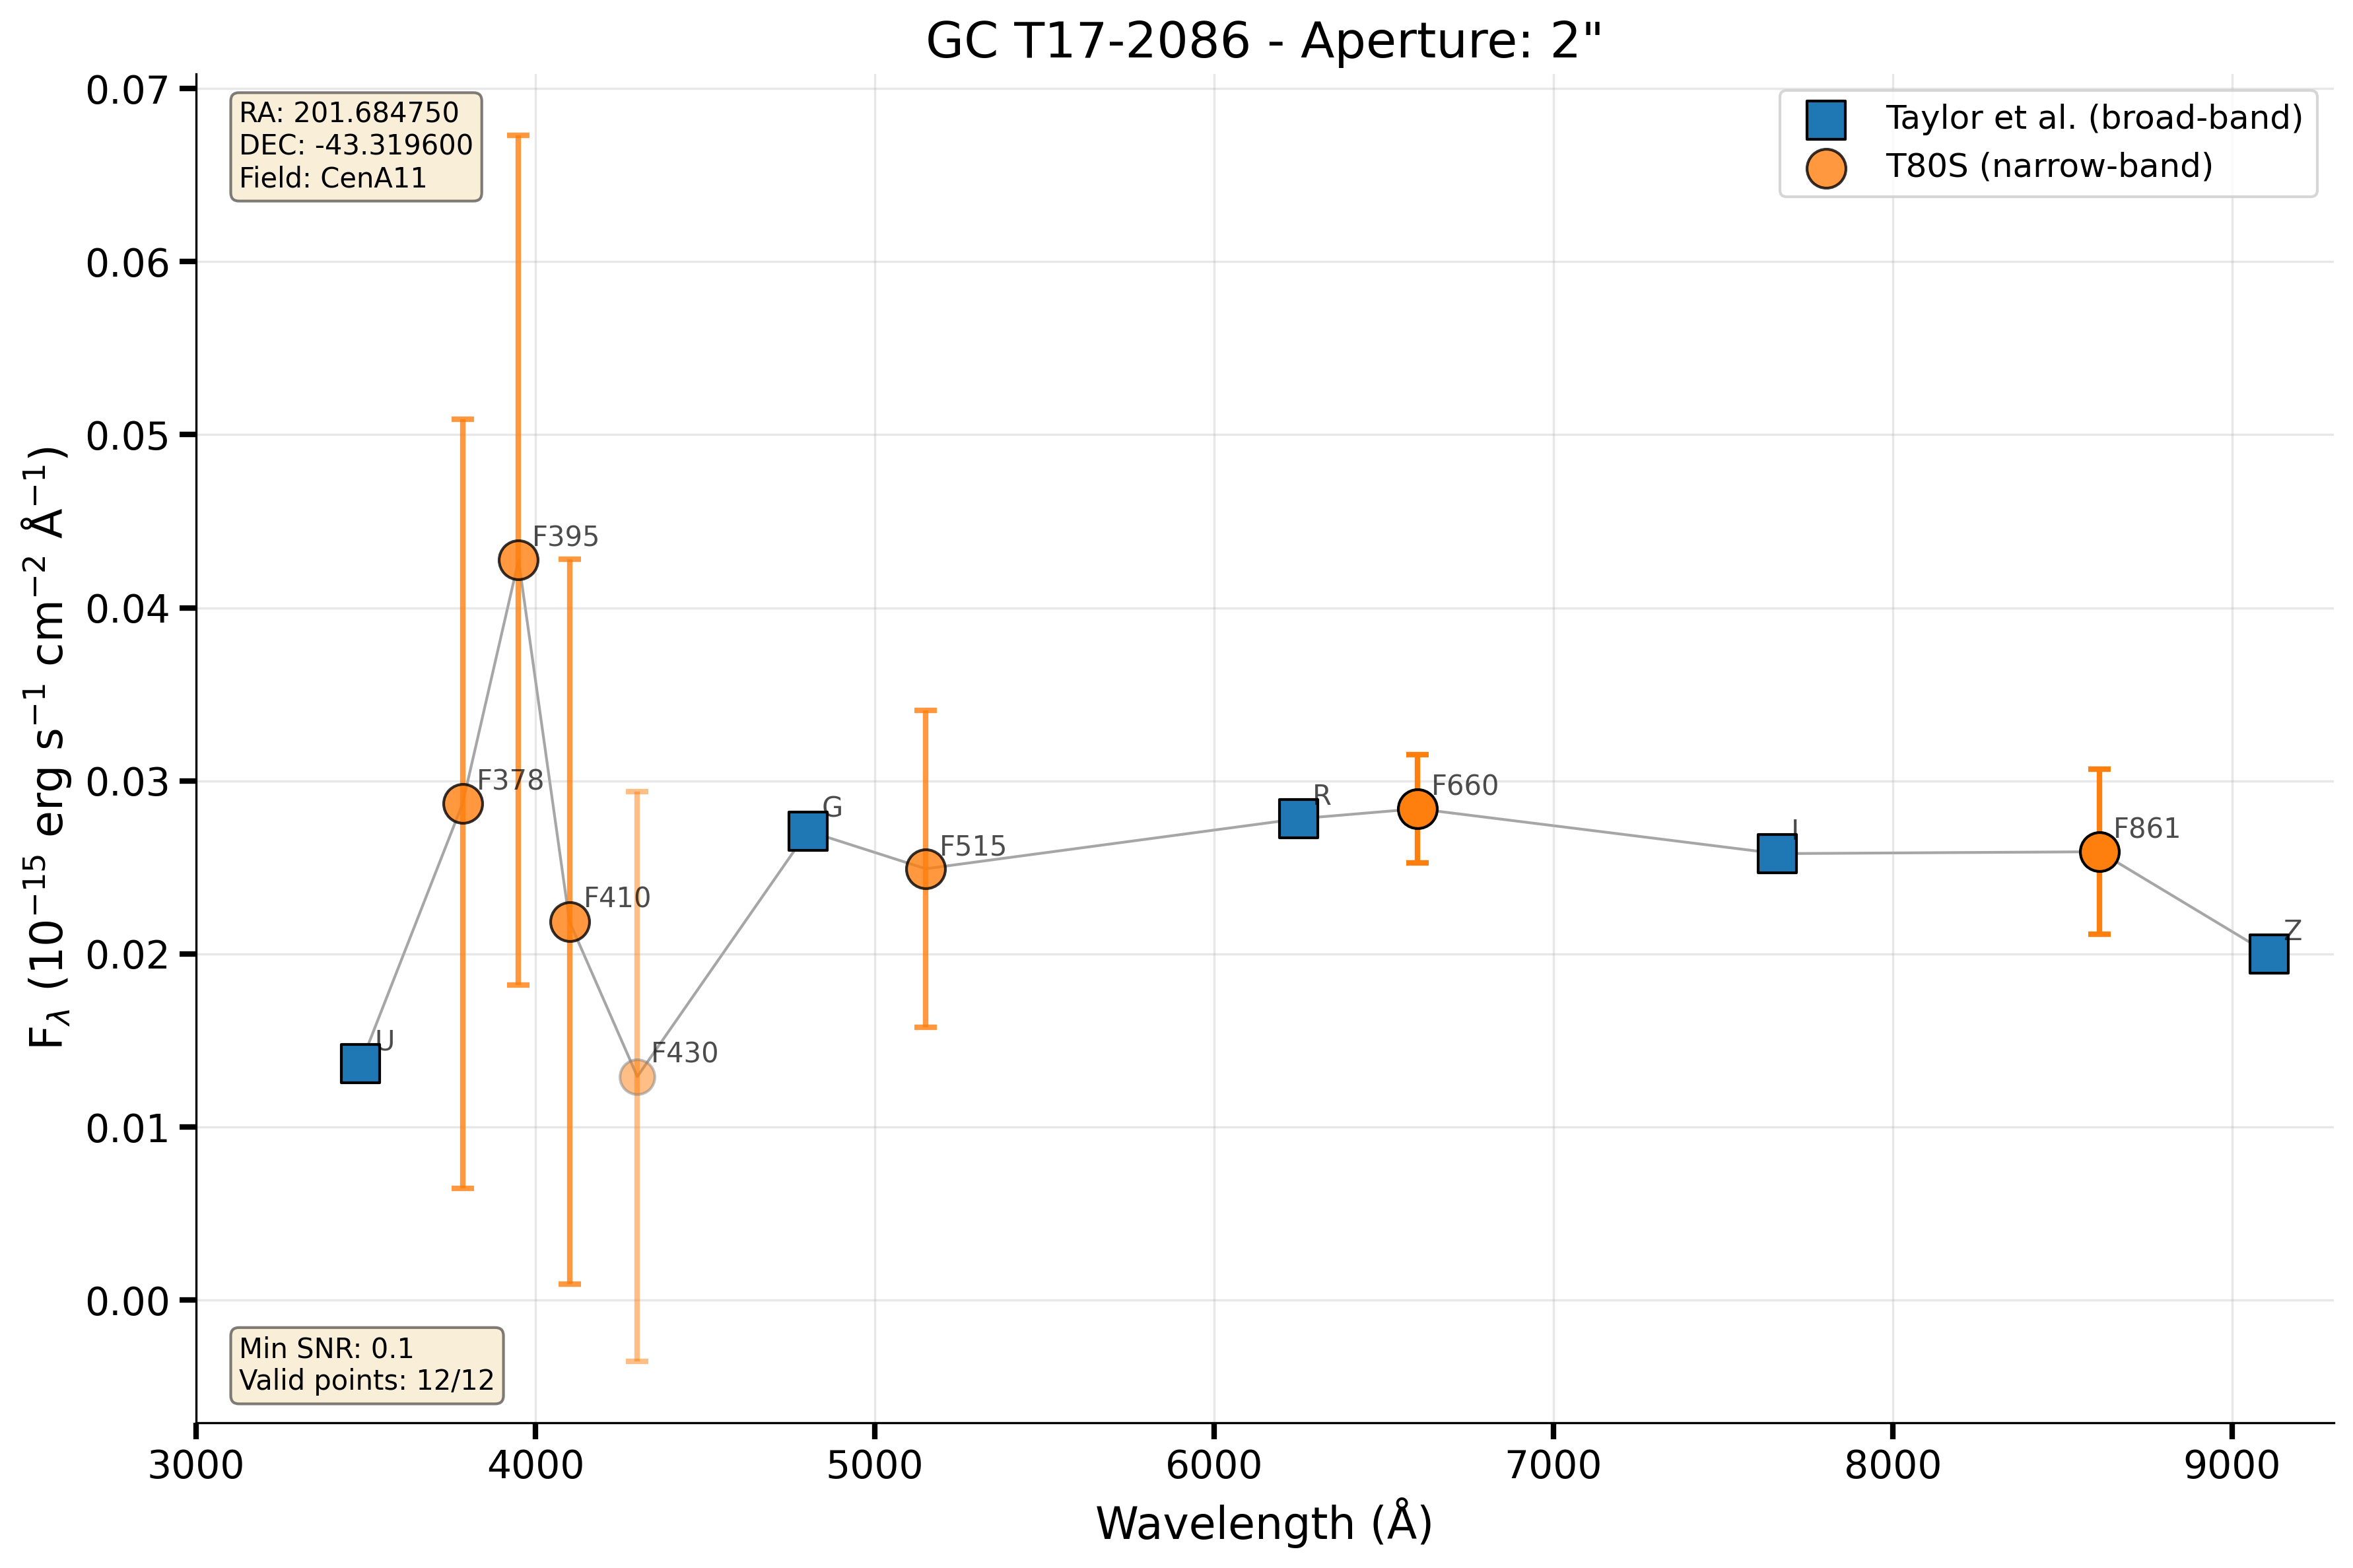 GC T17-2086 - Aperture: 2"
RA: 201.684750
DEC: -43.319600
Field: CenA11
Taylor et al. (broad-band)
T80S (narrow-band)
0.07
0.06
0.05
0.04
0.03
0.02
0.01
0.00
F_λ (10⁻¹⁵ erg s⁻¹ cm⁻² Å⁻¹)
U
F378
F395
F410
F430
G
F515
R
F660
I
F861
Z
Min SNR: 0.1
Valid points: 12/12
3000 4000 5000 6000 7000 8000 9000
Wavelength (Å)